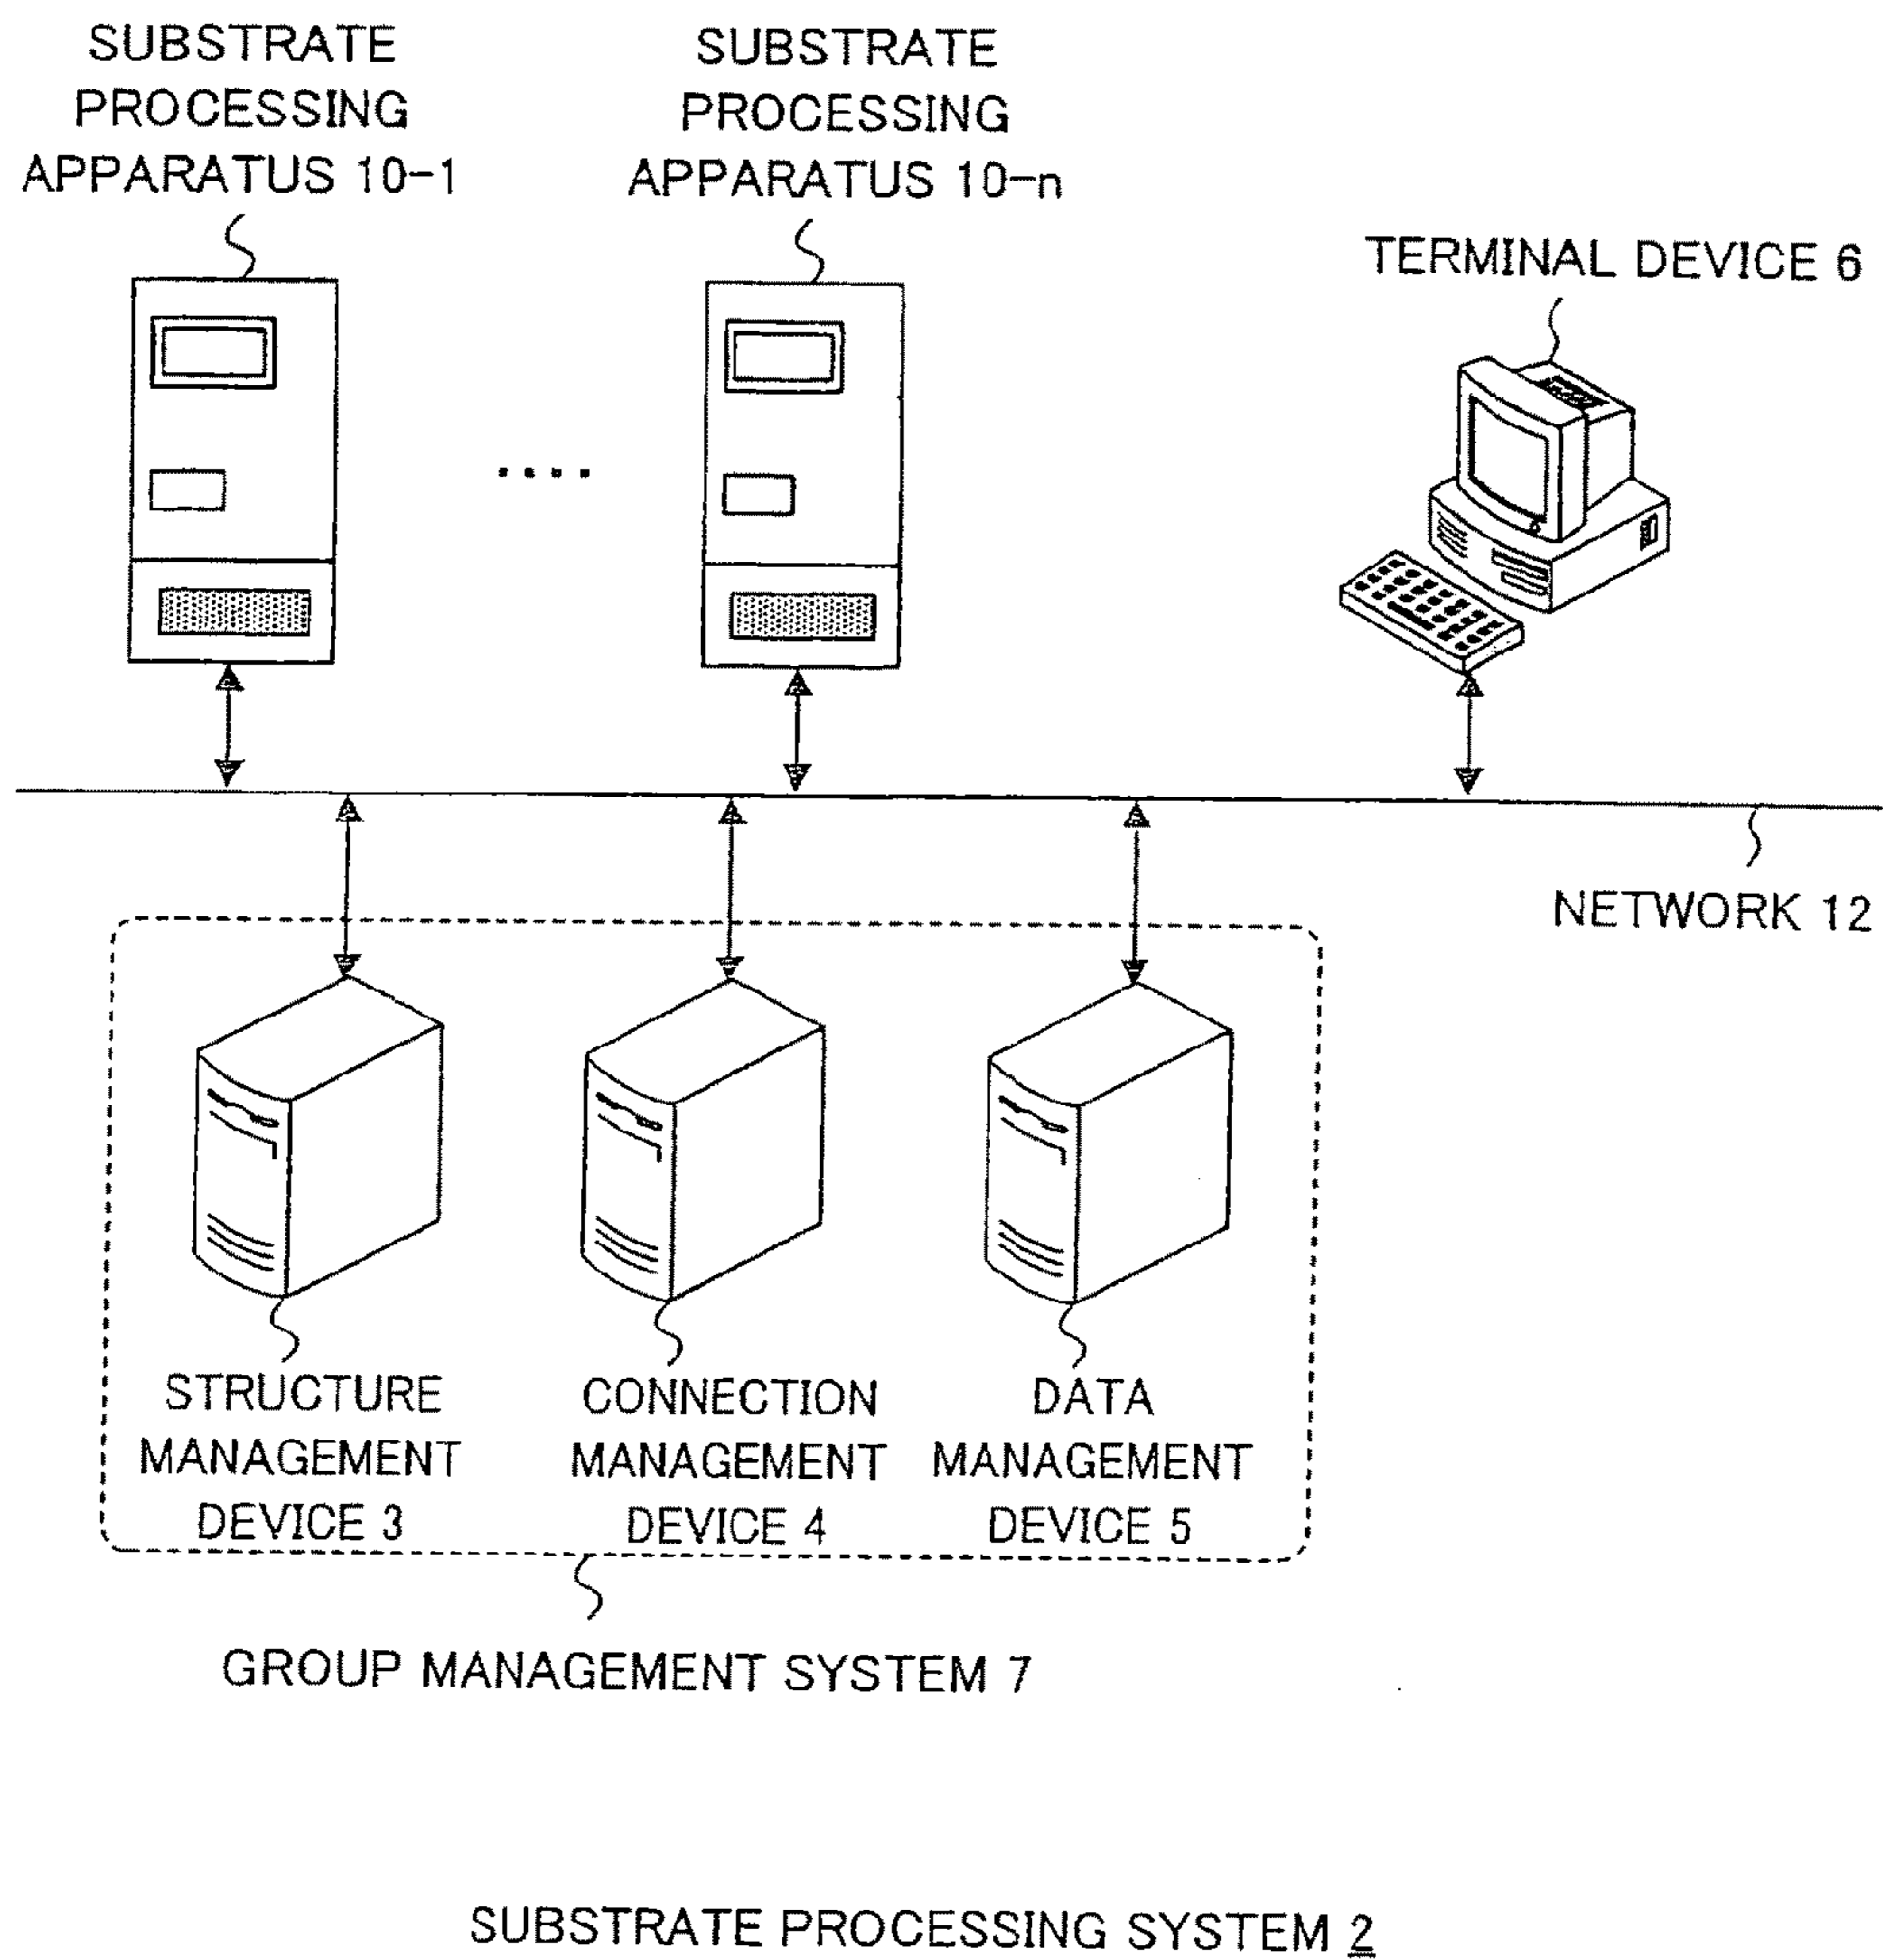 SUBSTRATE
PROCESSING
APPARATUS 10-1
SUBSTRATE
PROCESSING
APPARATUS 10-n
TERMINAL DEVICE 6
NETWORK 12
STRUCTURE
MANAGEMENT
DEVICE 3
CONNECTION
MANAGEMENT
DEVICE 4
DATA
MANAGEMENT
DEVICE 5
GROUP MANAGEMENT SYSTEM 7
SUBSTRATE PROCESSING SYSTEM 2